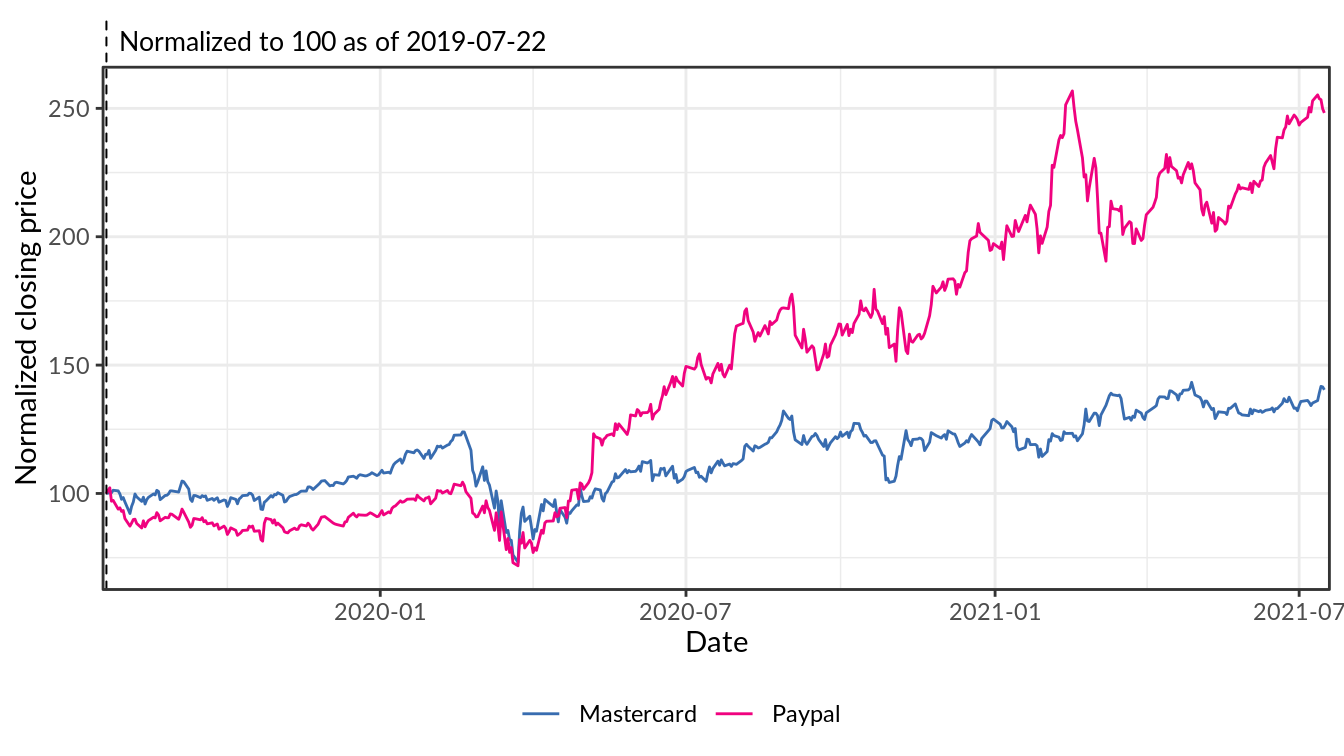 Normalized to 100 as of 2019-07-22
Normalized closing price
250
200
150
100
2020-01
2020-07
2021-01
2021-07
Date
Mastercard
Paypal